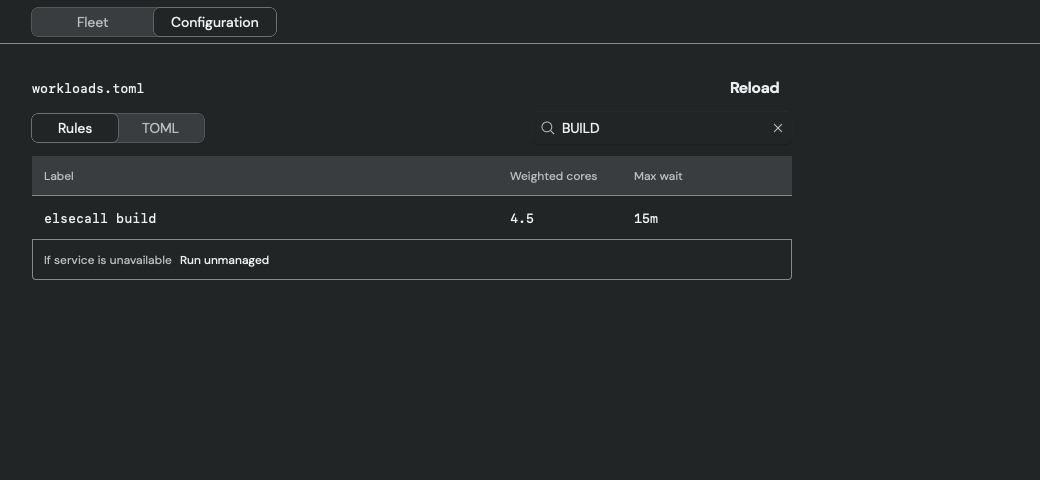 Fleet Configuration
workloads.toml Reload
Rules TOML BUILD
Label Weighted cores Max wait
elsecall build 4.5 15m
If service is unavailable Run unmanaged